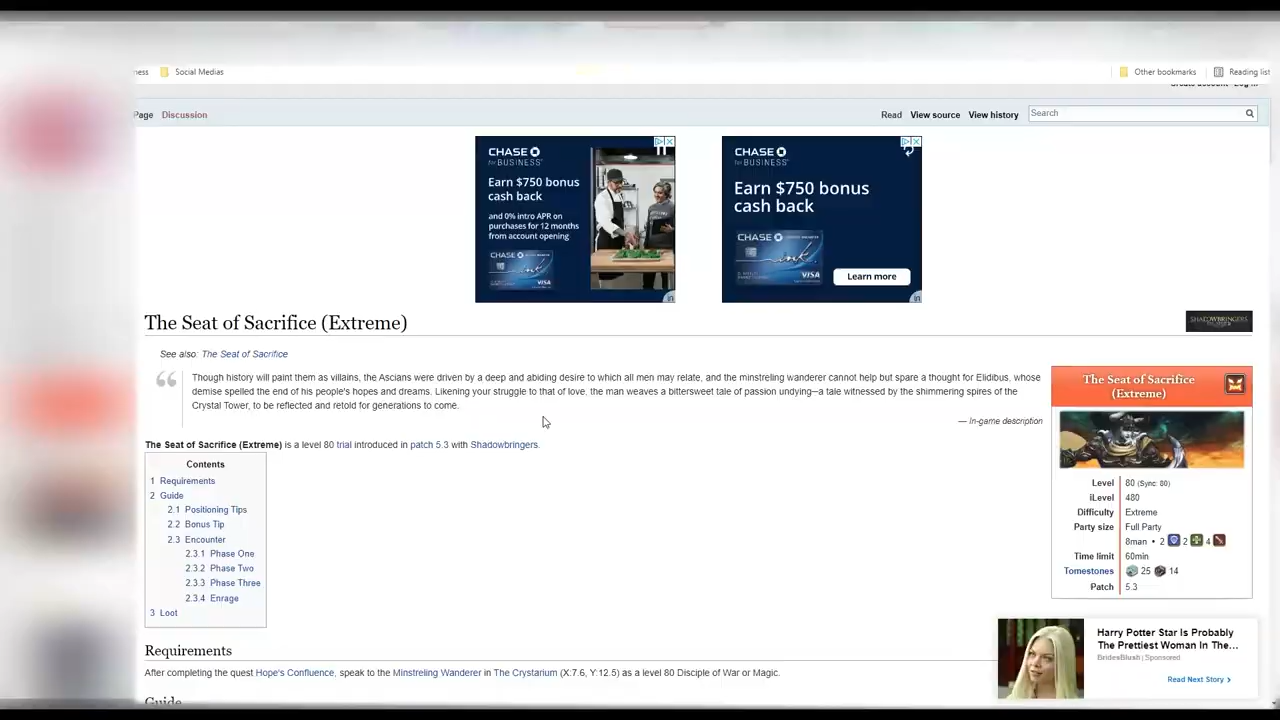 ness Social Medias Other bookmarks Reading list
Page Discussion Read View source View history Search
CHASE
for BUSINESS
Earn $750 bonus
cash back
and 0% intro APR on
purchases for 12 months
from account opening
CHASE
ink
VISA
CHASE
for BUSINESS
Earn $750 bonus
cash back
CHASE
ink
VISA
Learn more
The Seat of Sacrifice (Extreme)
SHADOWBRINGERS
See also: The Seat of Sacrifice
Though history will paint them as villains, the Ascians were driven by a deep and abiding desire to which all men may relate, and the minstreling wanderer cannot help but spare a thought for Elidibus, whose
demise spelled the end of his people's hopes and dreams. Likening your struggle to that of love, the man weaves a bittersweet tale of passion undying—a tale witnessed by the shimmering spires of the
Crystal Tower, to be reflected and retold for generations to come.
— In-game description
The Seat of Sacrifice (Extreme) is a level 80 trial introduced in patch 5.3 with Shadowbringers.
Contents
1 Requirements
2 Guide
2.1 Positioning Tips
2.2 Bonus Tip
2.3 Encounter
2.3.1 Phase One
2.3.2 Phase Two
2.3.3 Phase Three
2.3.4 Enrage
3 Loot
The Seat of Sacrifice
(Extreme)
Level 80 (Sync: 80)
iLevel 480
Difficulty Extreme
Party size Full Party
8man • 2 2 4
Time limit 60min
Tomestones 25 14
Patch 5.3
Requirements
After completing the quest Hope's Confluence, speak to the Minstreling Wanderer in The Crystarium (X:7.6, Y:12.5) as a level 80 Disciple of War or Magic.
Guide
Harry Potter Star Is Probably
The Prettiest Woman In The...
BridesBlush | Sponsored
Read Next Story >